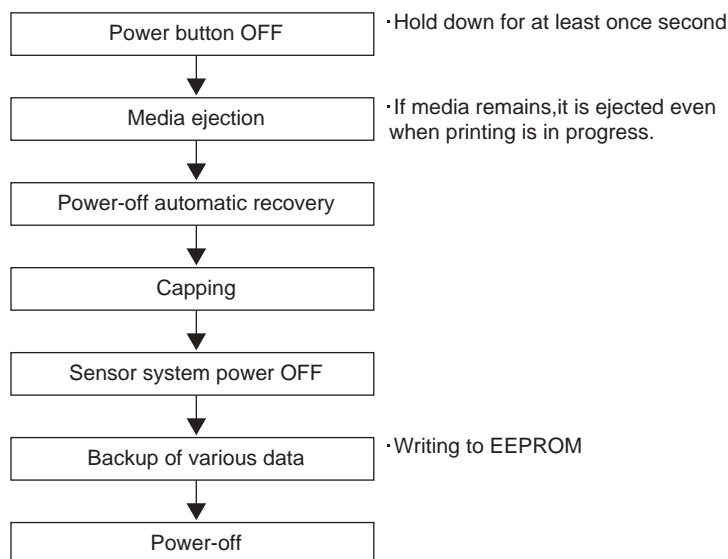 Power button OFF
·Hold down for at least once second
Media ejection
·If media remains,it is ejected even
when printing is in progress.
Power-off automatic recovery
Capping
Sensor system power OFF
Backup of various data
·Writing to EEPROM
Power-off